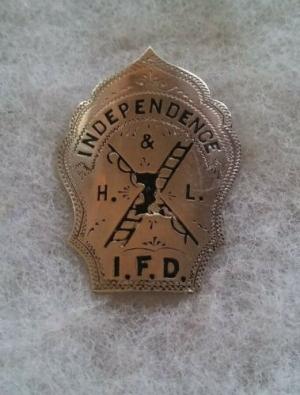 INDEPENDENCE
&
H. L.
I.F.D.